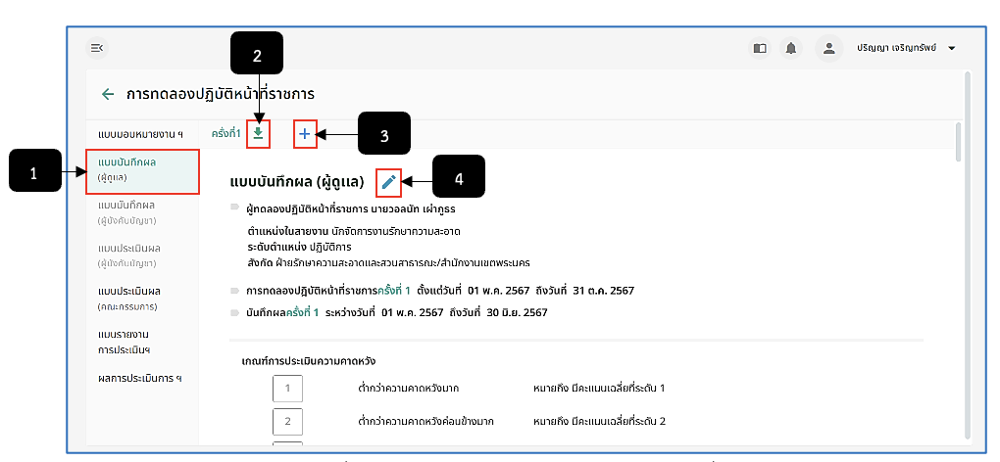 ปริญญา เจริญทรัพย์
2
การทดลองปฏิบัติหน้าที่ราชการ
แบบมอบหมายงาน ฯ
ครั้งที่1
3
1
แบบบันทึกผล
(ผู้ดูแล)
แบบบันทึกผล (ผู้ดูแล)
4
แบบบันทึกผล
(ผู้บังคับบัญชา)
ผู้ทดลองปฏิบัติหน้าที่ราชการ นายวอลนัท เผ่าภูธร
ตำแหน่งในสายงาน นักจัดการงานรักษาความสะอาด
ระดับตำแหน่ง ปฏิบัติการ
สังกัด ฝ่ายรักษาความสะอาดและสวนสาธารณะ/สำนักงานเขตพระนคร
แบบประเมินผล
(ผู้บังคับบัญชา)
แบบประเมินผล
(คณะกรรมการ)
การทดลองปฏิบัติหน้าที่ราชการครั้งที่ 1 ตั้งแต่วันที่ 01 พ.ค. 2567 ถึงวันที่ 31 ต.ค. 2567
บันทึกผลครั้งที่ 1 ระหว่างวันที่ 01 พ.ค. 2567 ถึงวันที่ 30 มิ.ย. 2567
แบบรายงาน
การประเมินฯ
ผลการประเมินการ ฯ
เกณฑ์การประเมินความคาดหวัง
1 ต่ำกว่าความคาดหวังมาก หมายถึง มีคะแนนเฉลี่ยที่ระดับ 1
2 ต่ำกว่าความคาดหวังค่อนข้างมาก หมายถึง มีคะแนนเฉลี่ยที่ระดับ 2